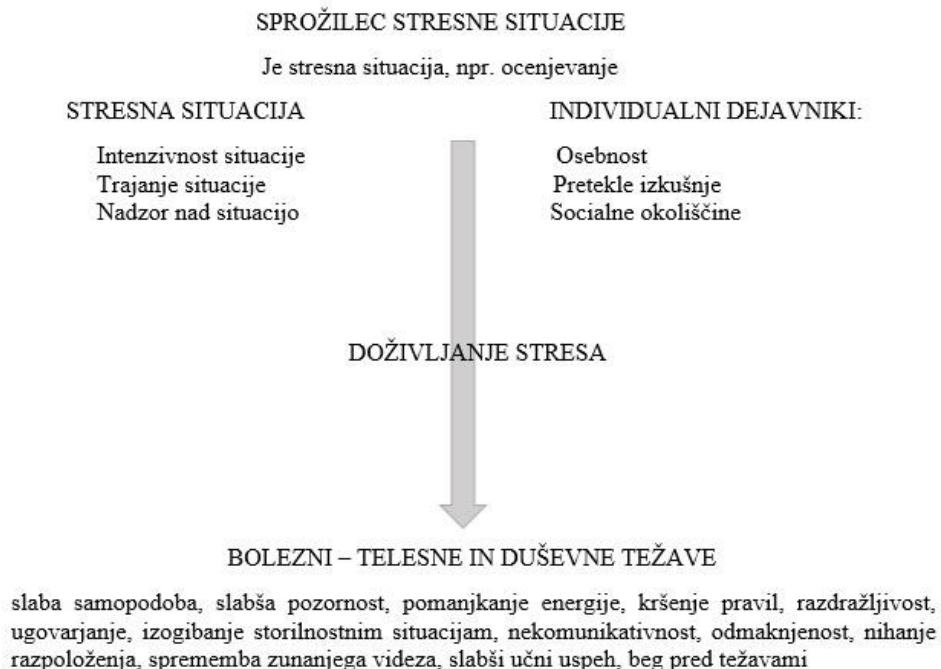 SPROŽILEC STRESNE SITUACIJE
Je stresna situacija, npr. ocenjevanje
STRESNA SITUACIJA
Intenzivnost situacije
Trajanje situacije
Nadzor nad situacijo
INDIVIDUALNI DEJAVNIKI:
Osebnost
Pretekle izkušnje
Socialne okoliščine
DOŽIVLJANJE STRESA
BOLEZNI – TELESNE IN DUŠEVNE TEŽAVE
slaba samopodoba, slabša pozornost, pomanjkanje energije, kršenje pravil, razdražljivost,
ugovarjanje, izogibanje storilnostnim situacijam, nekomunikativnost, odmaknjenost, nihanje
razpoloženja, sprememba zunanjega videza, slabši učni uspeh, beg pred težavami